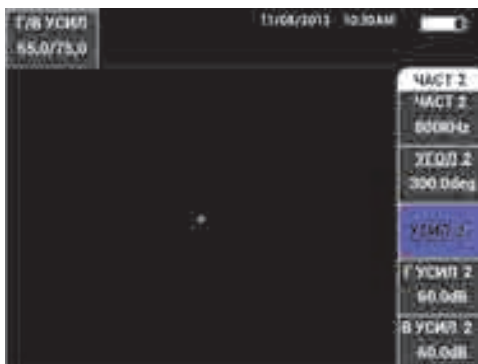 Г/В УСИЛ
65.0/75.0
11/08/2013 10:30AM
ЧАСТ 2
ЧАСТ 2
800KHz
УГОЛ 2
300.0deg
УСИЛ 2
Г УСИЛ 2
60.0dB
В УСИЛ 2
60.0dB